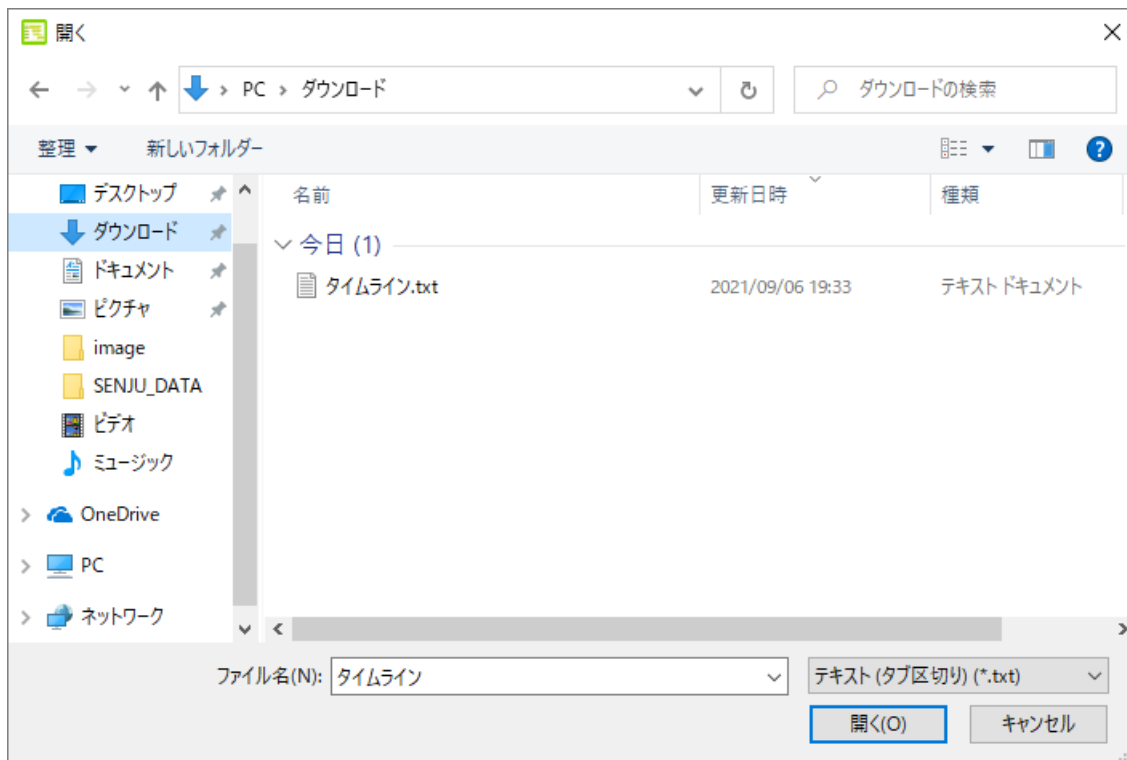 開く
PC › ダウンロード
ダウンロードの検索
整理
新しいフォルダー
デスクトップ
ダウンロード
ドキュメント
ピクチャ
image
SENJU_DATA
ビデオ
ミュージック
OneDrive
PC
ネットワーク
名前 更新日時 種類
今日 (1)
タイムライン.txt 2021/09/06 19:33 テキスト ドキュメント
ファイル名(N): タイムライン
テキスト (タブ区切り) (*.txt)
開く(O)
キャンセル